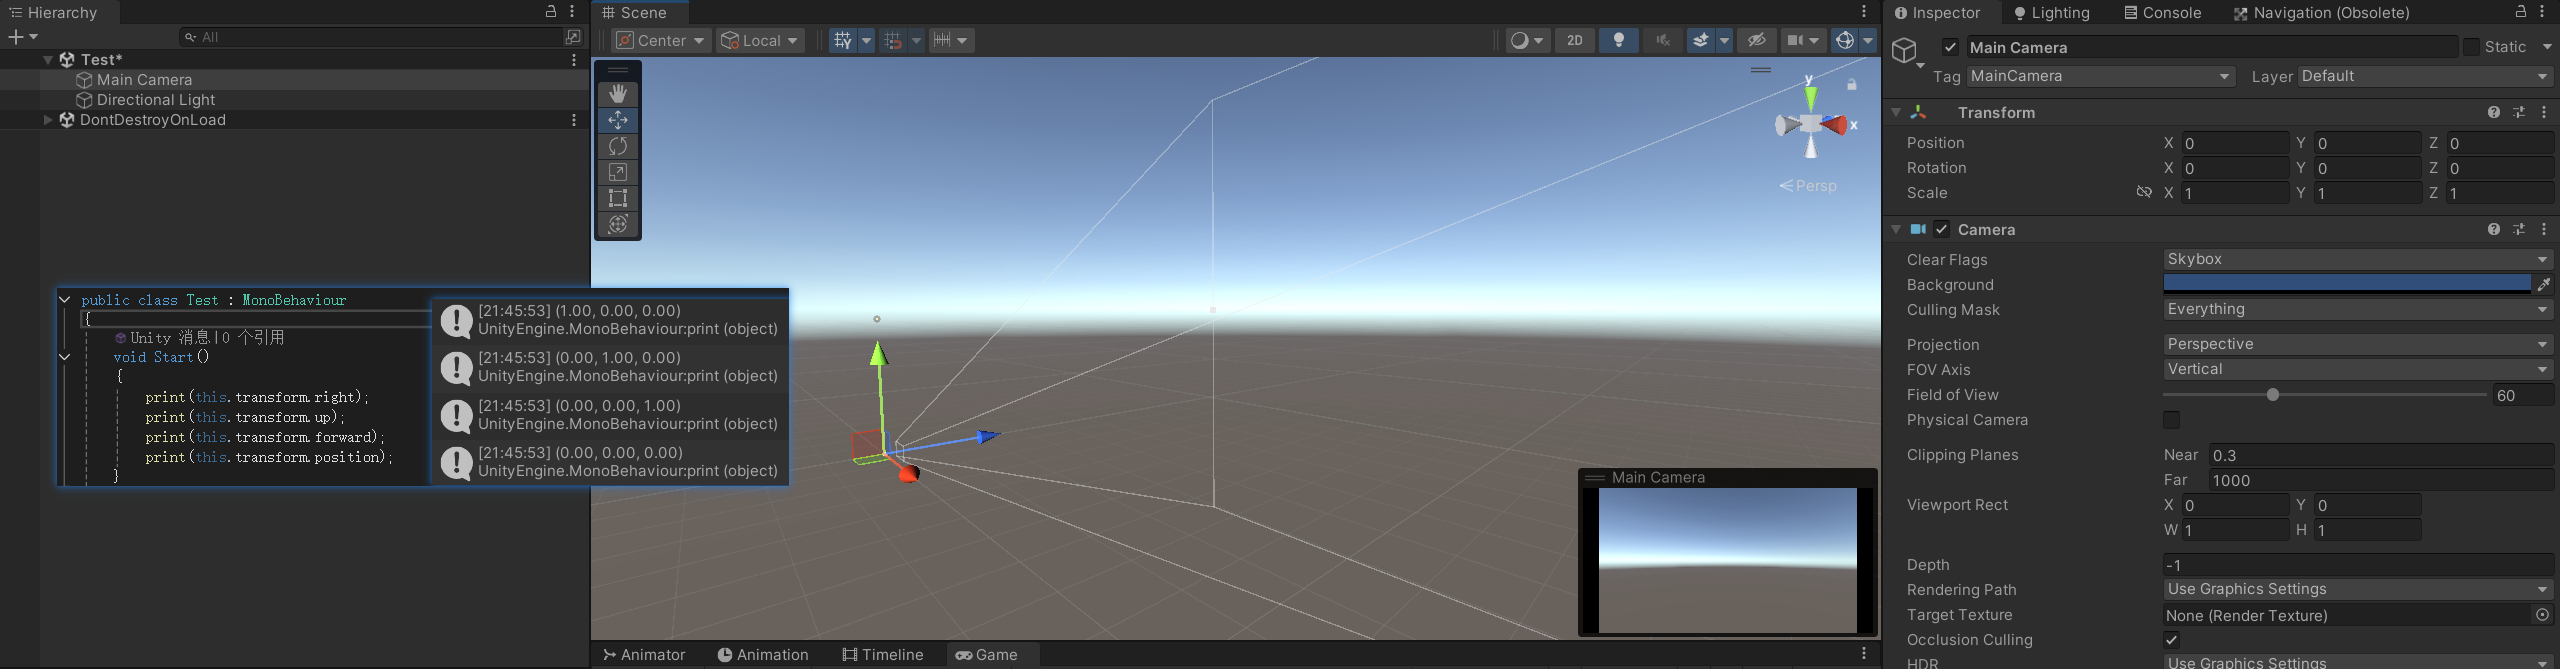 Hierarchy
All
Test*
Main Camera
Directional Light
DontDestroyOnLoad
public class Test : MonoBehaviour
{
Unity 消息|0 个引用
void Start()
{
print(this.transform.right);
print(this.transform.up);
print(this.transform.forward);
print(this.transform.position);
}
[21:45:53] (1.00, 0.00, 0.00)
UnityEngine.MonoBehaviour:print (object)
[21:45:53] (0.00, 1.00, 0.00)
UnityEngine.MonoBehaviour:print (object)
[21:45:53] (0.00, 0.00, 1.00)
UnityEngine.MonoBehaviour:print (object)
[21:45:53] (0.00, 0.00, 0.00)
UnityEngine.MonoBehaviour:print (object)
Scene
Center Local 2D
y
x
Persp
Main Camera
Animator Animation Timeline Game
Inspector Lighting Console Navigation (Obsolete)
Main Camera Static
Tag MainCamera Layer Default
Transform
Position X 0 Y 0 Z 0
Rotation X 0 Y 0 Z 0
Scale X 1 Y 1 Z 1
Camera
Clear Flags Skybox
Background
Culling Mask Everything
Projection Perspective
FOV Axis Vertical
Field of View 60
Physical Camera
Clipping Planes Near 0.3
Far 1000
Viewport Rect X 0 Y 0
W 1 H 1
Depth -1
Rendering Path Use Graphics Settings
Target Texture None (Render Texture)
Occlusion Culling
HDR Use Graphics Settings